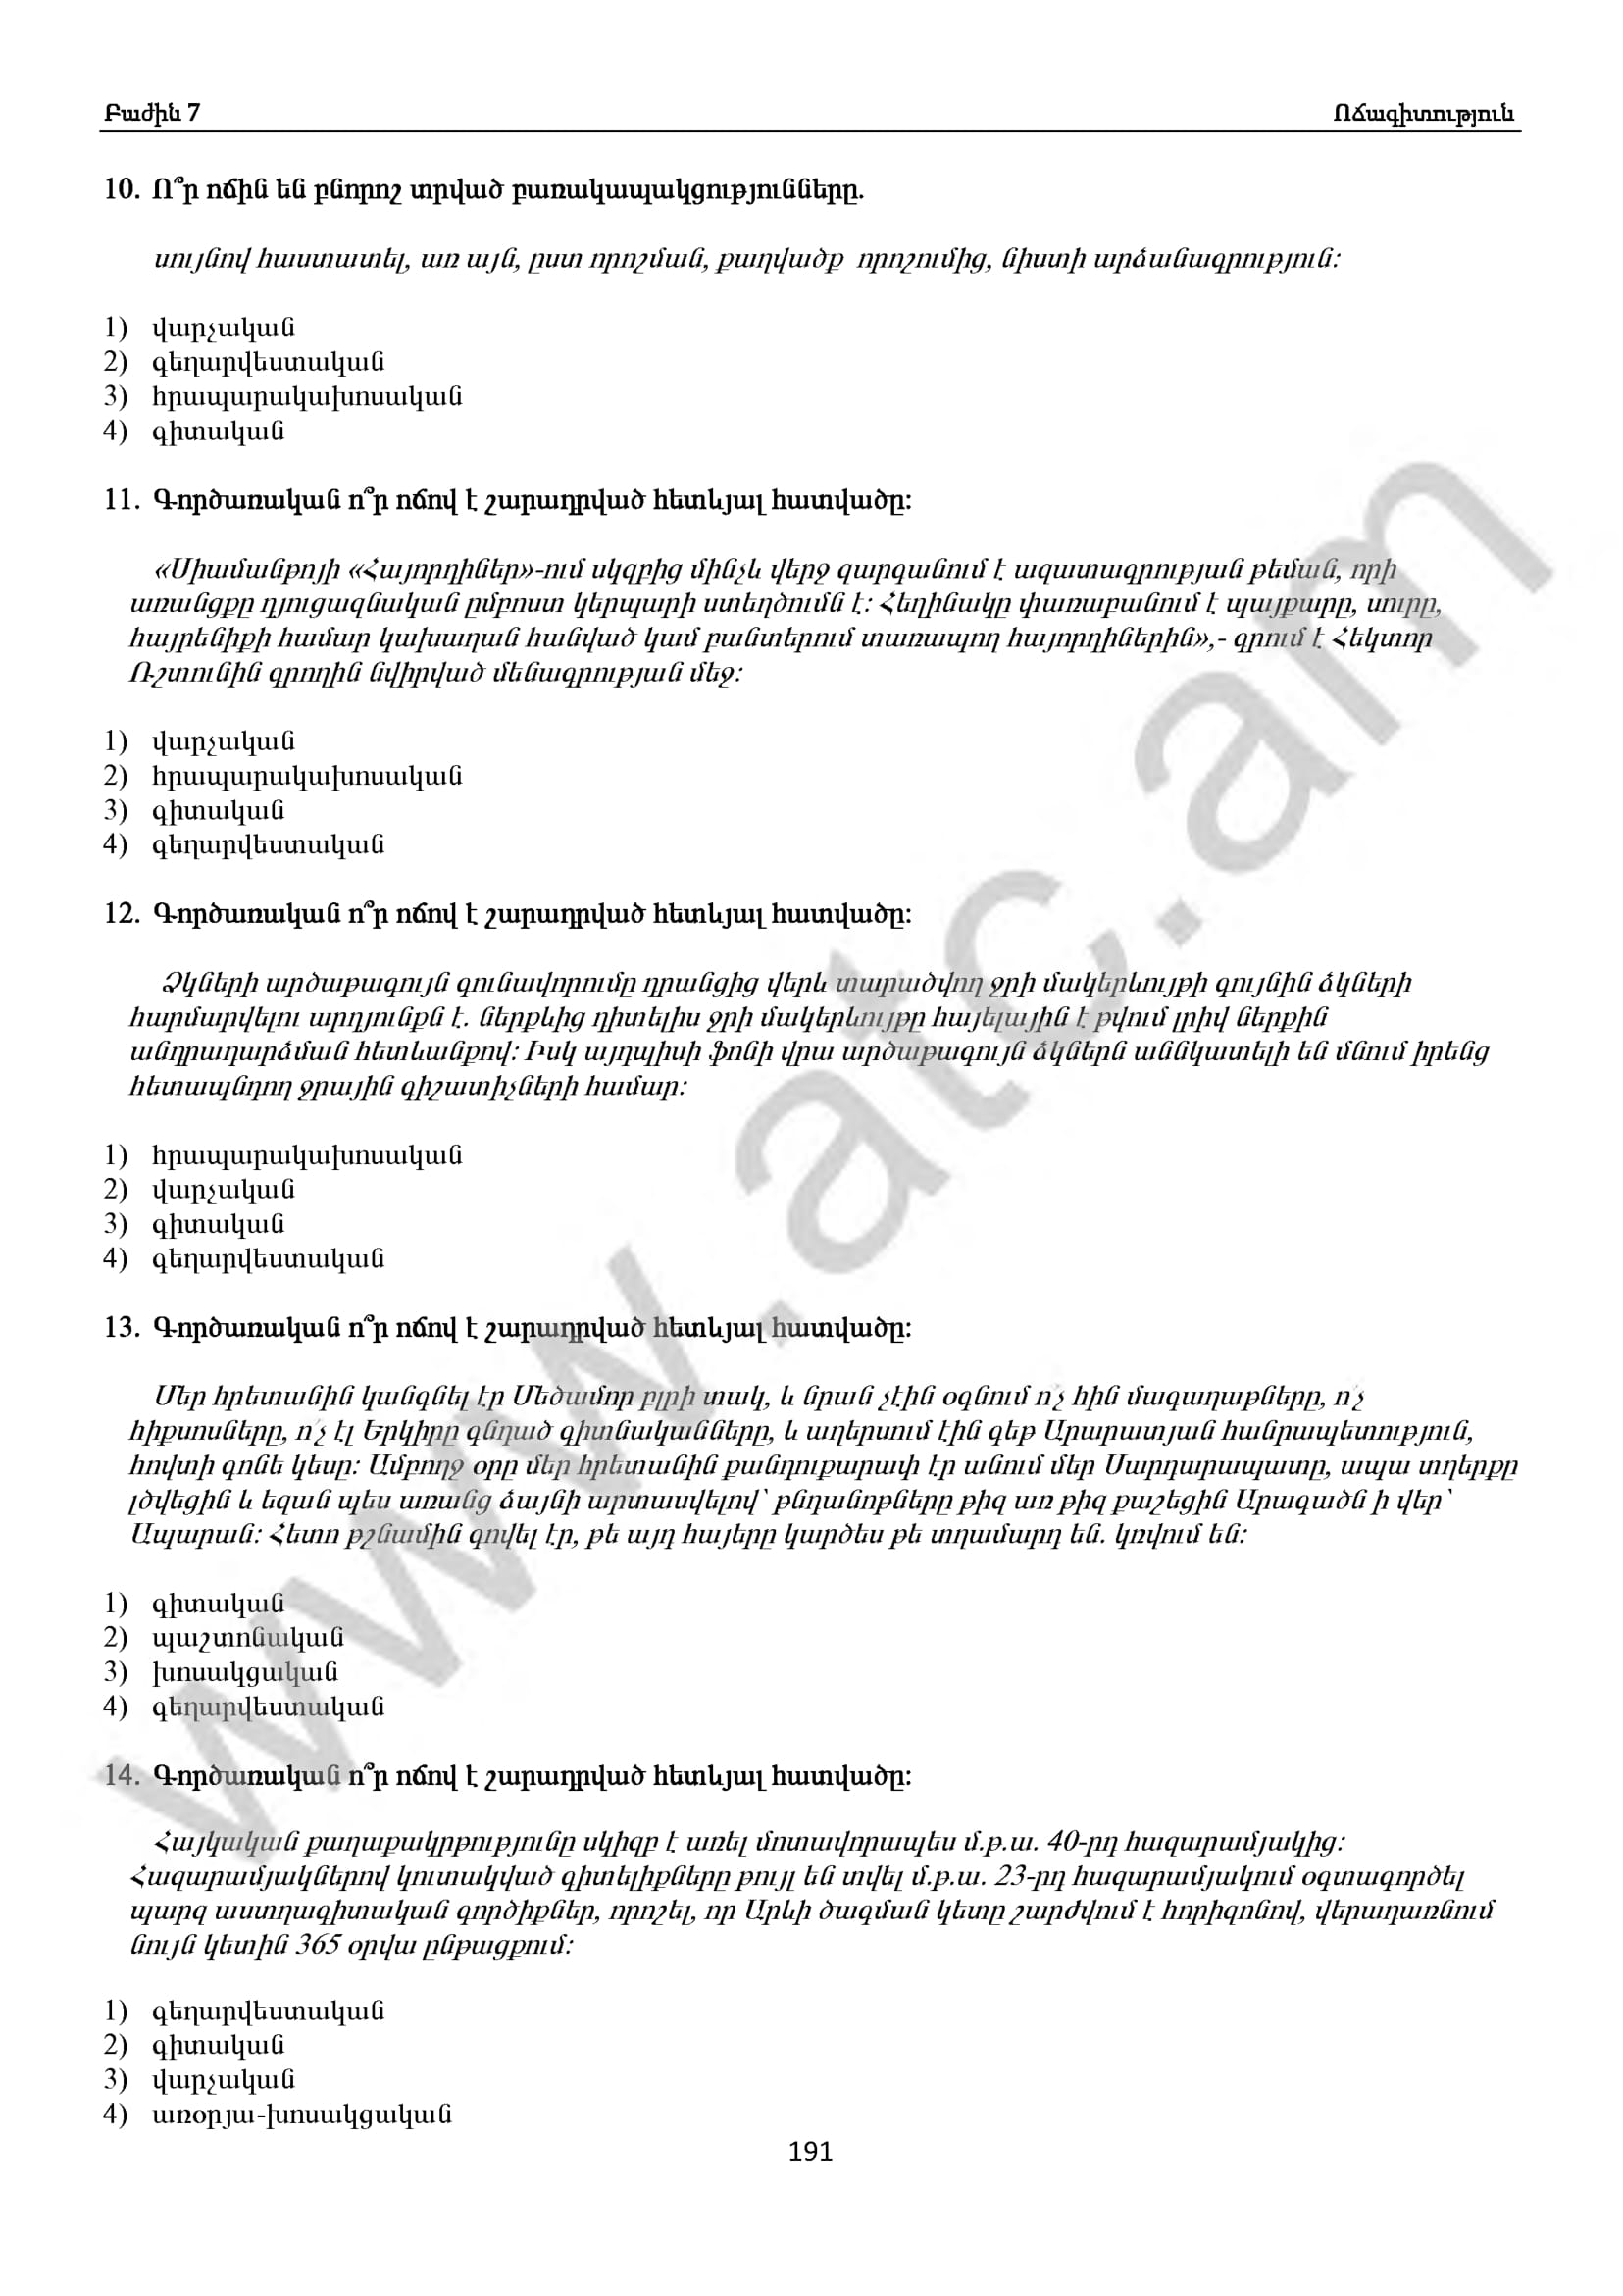 Բաժին 7 Ոճագիտություն
10. Ո՞ր ոճին են բնորոշ տրված բառակապակցությունները.
սույնով հաստատել, առ այն, ըստ որոշման, քաղվածք որոշումից, նիստի արձանագրություն:
1) վարչական
2) գեղարվեստական
3) հրապարակախոսական
4) գիտական
11. Գործառական ո՞ր ոճով է շարադրված հետևյալ հատվածը:
«Սիամանթոյի «Հայորդիներ»-ում սկզբից մինչև վերջ զարգանում է ազատագրության թեման, որի
առանցքը դյուցազնական ըմբոստ կերպարի ստեղծումն է: Հեղինակը փառաբանում է պայքարը, սուրը,
հայրենիքի համար կախաղան հանված կամ բանտերում տառապող հայորդիներին»,- գրում է Հեկտոր
Ռշտունին գրողին նվիրված մենագրության մեջ:
1) վարչական
2) հրապարակախոսական
3) գիտական
4) գեղարվեստական
12. Գործառական ո՞ր ոճով է շարադրված հետևյալ հատվածը:
Ձկների արծաթագույն գունավորումը դրանցից վերև տարածվող ջրի մակերևույթի գույնին ձկների
հարմարվելու արդյունքն է. ներքևից դիտելիս ջրի մակերևույթը հայելային է թվում լրիվ ներքին
անդրադարձման հետևանքով: Իսկ այդպիսի ֆոնի վրա արծաթագույն ձկներն աննկատելի են մնում իրենց
հետապնդող ջրային գիշատիչների համար:
1) հրապարակախոսական
2) վարչական
3) գիտական
4) գեղարվեստական
13. Գործառական ո՞ր ոճով է շարադրված հետևյալ հատվածը:
Մեր հրետանին կանգնել էր Մեծամոր բլրի տակ, և նրան չէին օգնում ո՛չ հին մագաղաթները, ո՛չ
հիքսոսները, ո՛չ էլ Երկիրը գնդած գիտնականները, և աղերսում էին գեթ Արարատյան հանրապետություն,
հովտի գոնե կեսը: Ամբողջ օրը մեր հրետանին քանդուքարափ էր անում մեր Սարդարապատը, ապա տղերքը
լծվեցին և եզան պես առանց ձայնի արտասվելով՝ թնդանոթները թիզ առ թիզ քաշեցին Արագածն ի վեր՝
Ապարան: Հետո թշնամին գովել էր, թե այդ հայերը կարծես թե տղամարդ են. կռվում են:
1) գիտական
2) պաշտոնական
3) խոսակցական
4) գեղարվեստական
14. Գործառական ո՞ր ոճով է շարադրված հետևյալ հատվածը:
Հայկական քաղաքակրթությունը սկիզբ է առել մոտավորապես մ.թ.ա. 40-րդ հազարամյակից:
Հազարամյակներով կուտակված գիտելիքները թույլ են տվել մ.թ.ա. 23-րդ հազարամյակում օգտագործել
պարզ աստղագիտական գործիքներ, որոշել, որ Արևի ծագման կետը շարժվում է հորիզոնով, վերադառնում
նույն կետին 365 օրվա ընթացքում:
1) գեղարվեստական
2) գիտական
3) վարչական
4) առօրյա-խոսակցական
191
www.atc.am